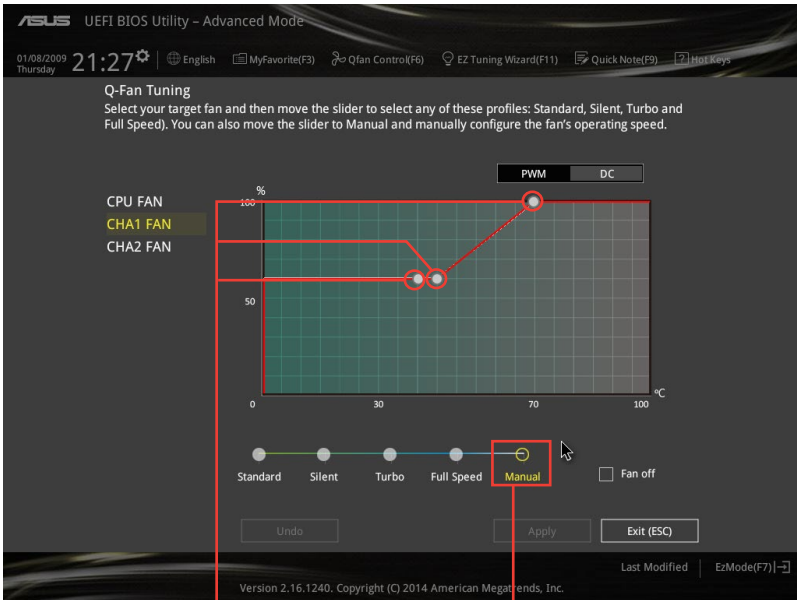 ASUS UEFI BIOS Utility – Advanced Mode
01/08/2009 Thursday 21:27 English MyFavorite(F3) Qfan Control(F6) EZ Tuning Wizard(F11) Quick Note(F9) ? Hot Keys
Q-Fan Tuning
Select your target fan and then move the slider to select any of these profiles: Standard, Silent, Turbo and
Full Speed). You can also move the slider to Manual and manually configure the fan's operating speed.
PWM DC
%
CPU FAN
100
CHA1 FAN
CHA2 FAN
50
ºC
0 30 70 100
Standard Silent Turbo Full Speed Manual
Fan off
Undo Apply Exit (ESC)
Last Modified EzMode(F7)
Version 2.16.1240. Copyright (C) 2014 American Megatrends, Inc.